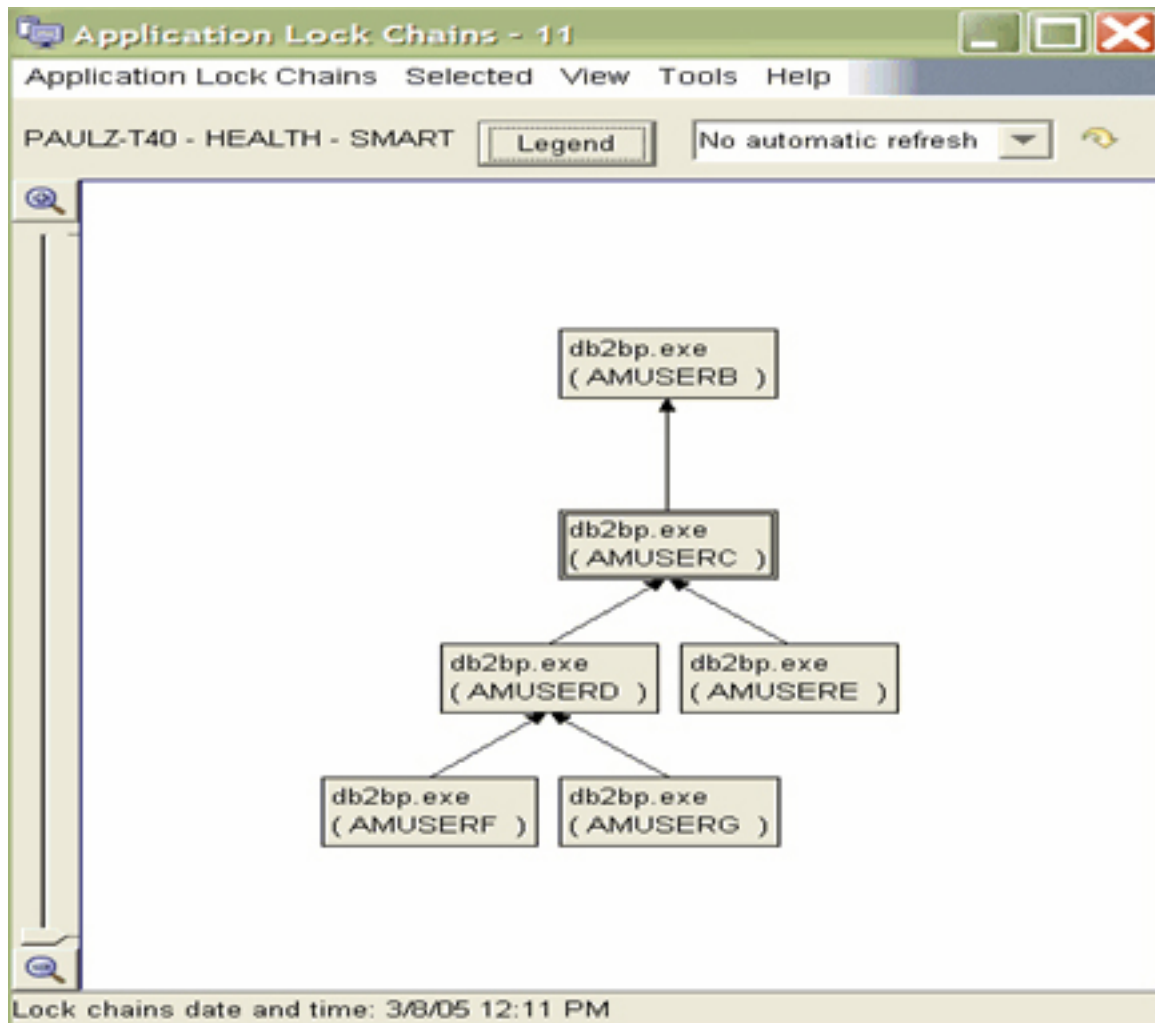 Application Lock Chains - 11
Application Lock Chains Selected View Tools Help
PAULZ-T40 - HEALTH - SMART Legend No automatic refresh
db2bp.exe
( AMUSERB )
db2bp.exe
( AMUSERC )
db2bp.exe
( AMUSERD )
db2bp.exe
( AMUSERE )
db2bp.exe
( AMUSERF )
db2bp.exe
( AMUSERG )
Lock chains date and time: 3/8/05 12:11 PM